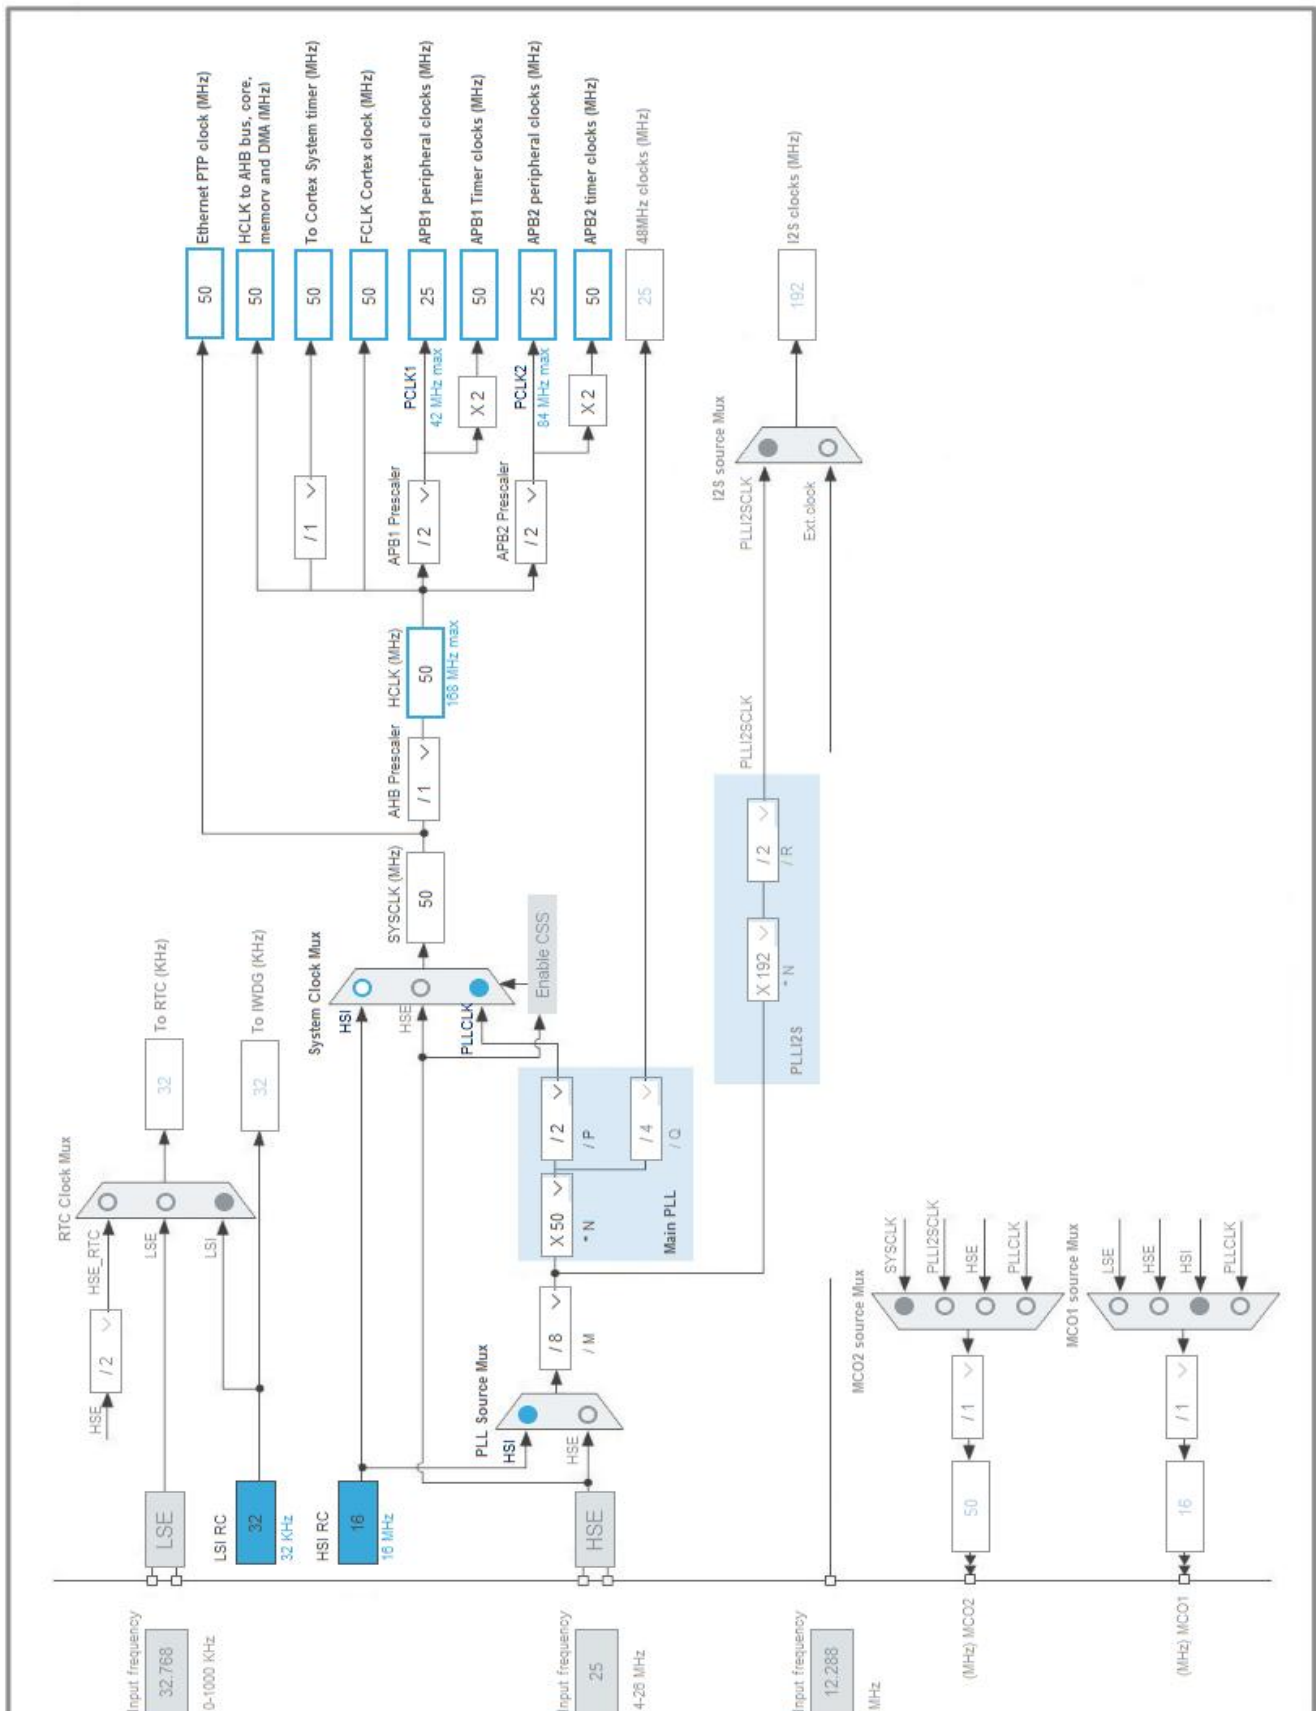 Input frequency
32.768
0-1000 KHz
LSE
HSE
/ 2
HSE_RTC
LSE
LSI
RTC Clock Mux
32
To RTC (KHz)
LSI RC
32
32 KHz
32
To IWDG (KHz)
HSI RC
16
16 MHz
System Clock Mux
HSI
HSE
PLLCLK
Enable CSS
SYSCLK (MHz)
50
AHB Prescaler
/ 1
HCLK (MHz)
50
168 MHz max
50
Ethernet PTP clock (MHz)
50
HCLK to AHB bus, core,
memory and DMA (MHz)
/ 1
50
To Cortex System timer (MHz)
50
FCLK Cortex clock (MHz)
APB1 Prescaler
/ 2
PCLK1
42 MHz max
25
APB1 peripheral clocks (MHz)
X 2
50
APB1 Timer clocks (MHz)
APB2 Prescaler
/ 2
PCLK2
84 MHz max
25
APB2 peripheral clocks (MHz)
X 2
50
APB2 timer clocks (MHz)
25
48MHz clocks (MHz)
Input frequency
25
4-26 MHz
HSE
PLL Source Mux
HSI
HSE
/ 8
/ M
X 50
* N
/ 2
/ P
/ 4
/ Q
Main PLL
X 192
* N
/ 2
/ R
PLLI2S
PLLI2SCLK
PLLI2SCLK
Ext.clock
I2S source Mux
192
I2S clocks (MHz)
Input frequency
12.288
MHz
MCO2 source Mux
SYSCLK
PLLI2SCLK
HSE
PLLCLK
/ 1
50
(MHz) MCO2
MCO1 source Mux
LSE
HSE
HSI
PLLCLK
/ 1
16
(MHz) MCO1